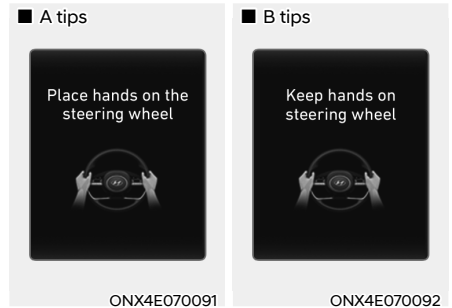 ■ A tips
Place hands on the
steering wheel
ONX4E070091
■ B tips
Keep hands on
steering wheel
ONX4E070092